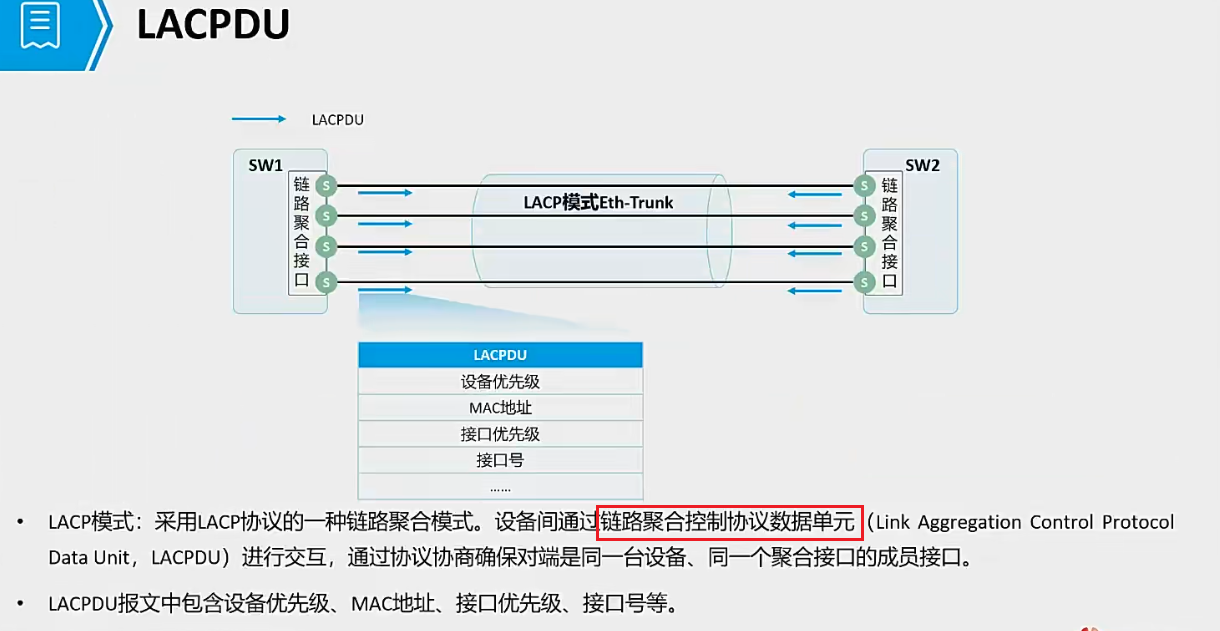 LACPDU
LACPDU
SW1
SW2
链路聚合接口
S
S
S
S
LACP模式Eth-Trunk
S
S
S
S
链路聚合接口
LACPDU
设备优先级
MAC地址
接口优先级
接口号
......
• LACP模式：采用LACP协议的一种链路聚合模式。设备间通过链路聚合控制协议数据单元（Link Aggregation Control Protocol
Data Unit，LACPDU）进行交互，通过协议协商确保对端是同一台设备、同一个聚合接口的成员接口。
• LACPDU报文中包含设备优先级、MAC地址、接口优先级、接口号等。